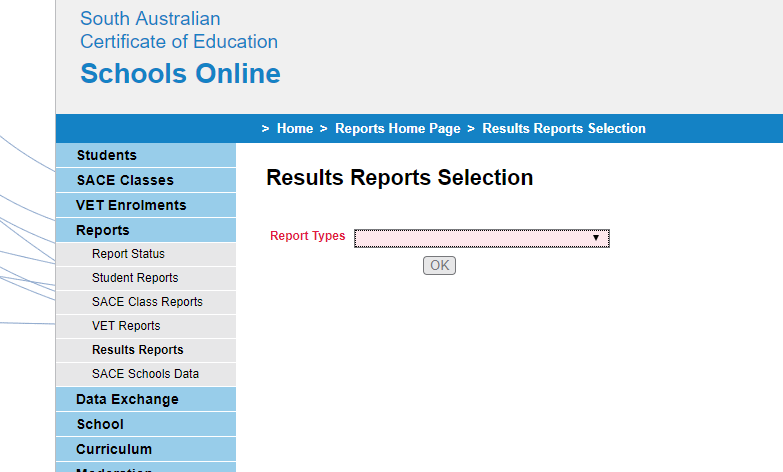 South Australian
Certificate of Education
Schools Online
> Home > Reports Home Page > Results Reports Selection
Students
SACE Classes
VET Enrolments
Reports
Report Status
Student Reports
SACE Class Reports
VET Reports
Results Reports
SACE Schools Data
Data Exchange
School
Curriculum
Moderation
Results Reports Selection
Report Types
OK